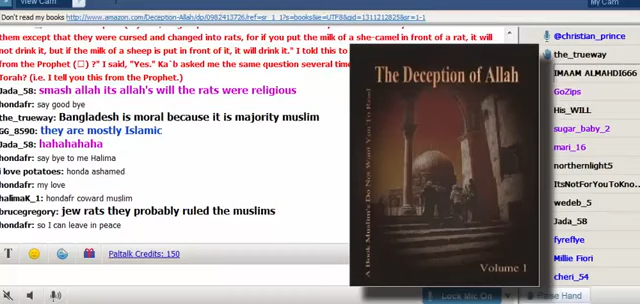 View Cam
My Cam
Don't read my books http://www.amazon.com/Deception-Allah/dp/0982413726/ref=sr_1_1?s=books&ie=UTF8&qid=1311212825&sr=1-1
them except that they were cursed and changed into rats, for if you put the milk of a she-camel in front of a rat, it will
not drink it, but if the milk of a sheep is put in front of it, it will drink it." I told this to
from the Prophet (□) ?" I said, "Yes." Ka`b asked me the same question several time
Torah? (i.e. I tell you this from the Prophet.)
Jada_58: smash allah its allah's will the rats were religious
hondafr: say good bye
the_trueway: Bangladesh is moral because it is majority muslim
GG_8590: they are mostly Islamic
Jada_58: hahahahaha
hondafr: say bye to me Halima
i love potatoes: honda ashamed
hondafr: my love
halimaK_1: hondafr coward muslim
brucegregory: jew rats they probably ruled the muslims
hondafr: so I can leave in peace
T
Paltalk Credits: 150
The Deception of Allah
A Book Muslim's Do Not Want You To Read
Volume 1
@christian_prince
the_trueway
IMAAM ALMAHDI666
GoZips
His_WILL
sugar_baby_2
mari_16
northernlight5
ItsNotForYouToKno...
wedeb_5
Jada_58
fyreflye
Millie Fiori
cheri_54
Lock Mic On
Raise Hand